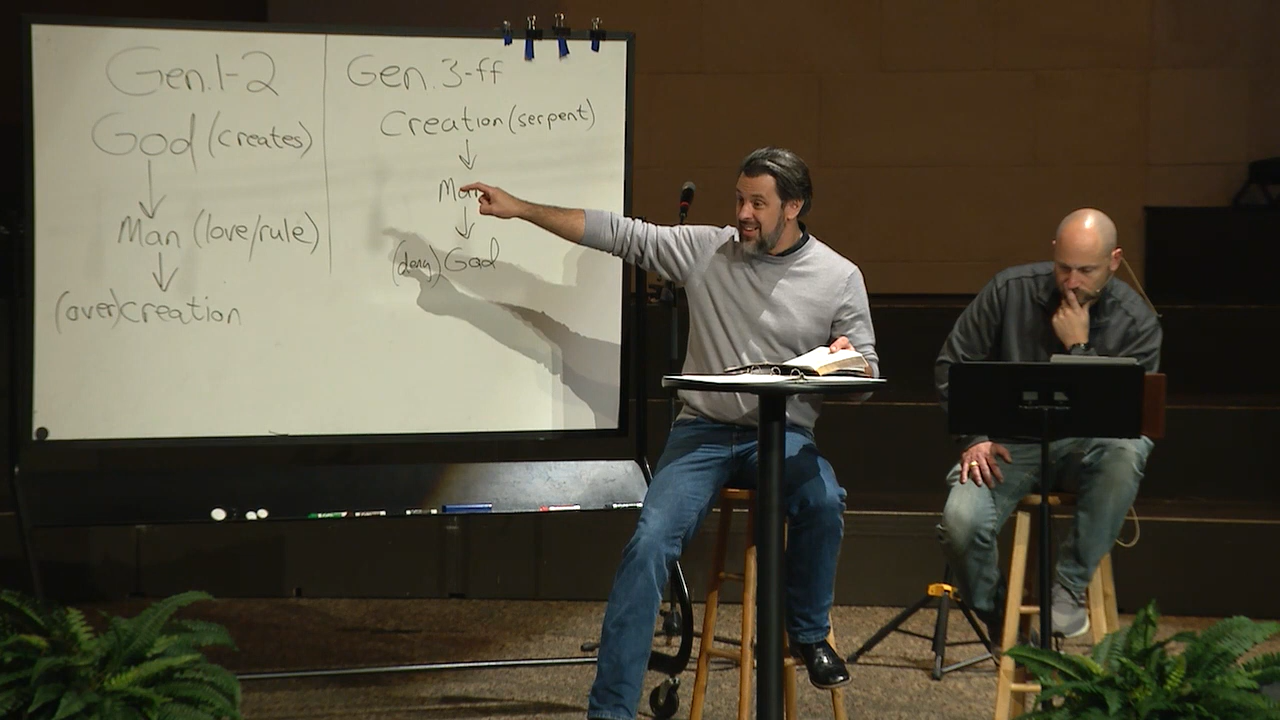 Gen. 1-2
God (creates)
Man (love/rule)
(over) creation
Gen. 3-ff
Creation (serpent)
Man
(deny) God